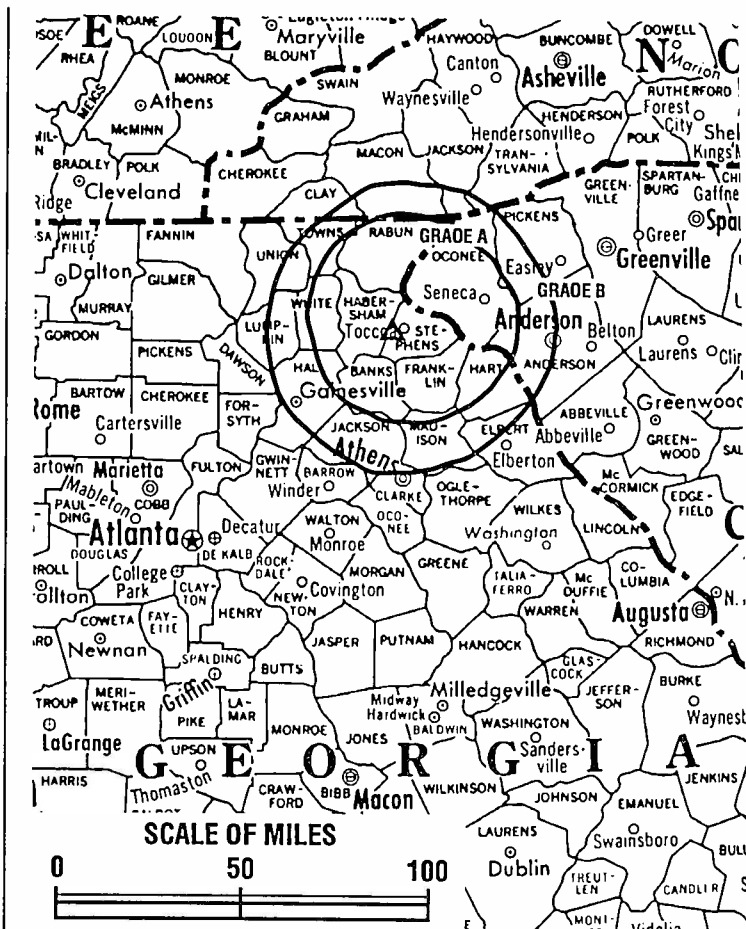 ROANE
LOUDON
E E
RHEA
Maryville
BLOUNT
HAYWOOD
BUNCOMBE
DOWELL
N C
Marion
MONROE
SWAIN
Canton
Asheville
MEIGS
Athens
Waynesville
RUTHERFORD
Forest
City
McMINN
GRAHAM
HENDERSON
Hendersonville
POLK
BRADLEY
POLK
CHEROKEE
MACON
JACKSON
TRAN-
SYLVANIA
Cleveland
CLAY
GREEN-
VILLE
SPARTAN-
BURG
Ridge
WHIT-
FIELD
FANNIN
TOWNS
RABUN
PICKENS
GRADE A
OCONEE
Greer
Greenville
UNION
Dalton
GILMER
Easley
GRADE B
MURRAY
WHITE
HABER-
SHAM
Seneca
GORDON
LUMP-
KIN
Toccoa
STE-
PHENS
Anderson
Belton
LAURENS
Laurens
PICKENS
DAWSON
HALL
BANKS
FRANK-
LIN
HART
ANDERSON
BARTOW
CHEROKEE
Gainesville
Rome
Cartersville
FOR-
SYTH
JACKSON
MAD-
ISON
ELBERT
ABBEVILLE
Abbeville
Greenwood
GREEN-
WOOD
Athens
Elberton
Marietta
FULTON
GWIN-
NETT
BARROW
Winder
CLARKE
OGLE-
THORPE
Mc
CORMICK
EDGE-
FIELD
Mableton
COBB
PAUL-
DING
OCO-
NEE
WILKES
Atlanta
Decatur
WALTON
Monroe
Washington
LINCOLN
C
DOUGLAS
DE KALB
ROCK-
DALE
GREENE
College
Park
CLAY-
TON
NEW-
TON
Covington
MORGAN
TALIA-
FERRO
Mc
DUFFIE
CO-
LUMBIA
COWETA
Newnan
FAY-
ETTE
HENRY
WARREN
Augusta
N.
JASPER
PUTNAM
HANCOCK
RICHMOND
SPALDING
Griffin
BUTTS
GLAS-
COCK
JEFFER-
SON
BURKE
TROUP
MERI-
WETHER
PIKE
LA-
MAR
MONROE
Midway
Hardwick
Milledgeville
BALDWIN
WASHINGTON
LaGrange
JONES
Sanders-
ville
G E O R G I A
UPSON
HARRIS
Thomaston
CRAW-
FORD
BIBB
Macon
WILKINSON
JOHNSON
JENKINS
EMANUEL
SCALE OF MILES
0 50 100
LAURENS
Dublin
Swainsboro
TREUT-
LEN
CANDLER